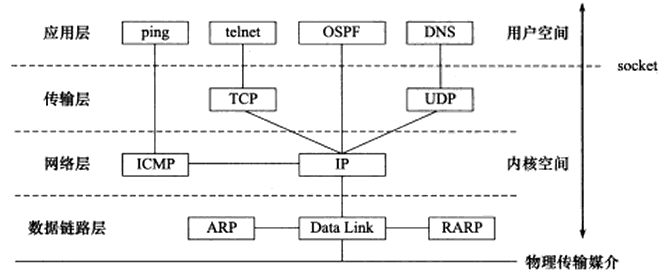 应用层 ping telnet OSPF DNS 用户空间
socket
传输层 TCP UDP
网络层 ICMP IP 内核空间
数据链路层 ARP Data Link RARP
物理传输媒介